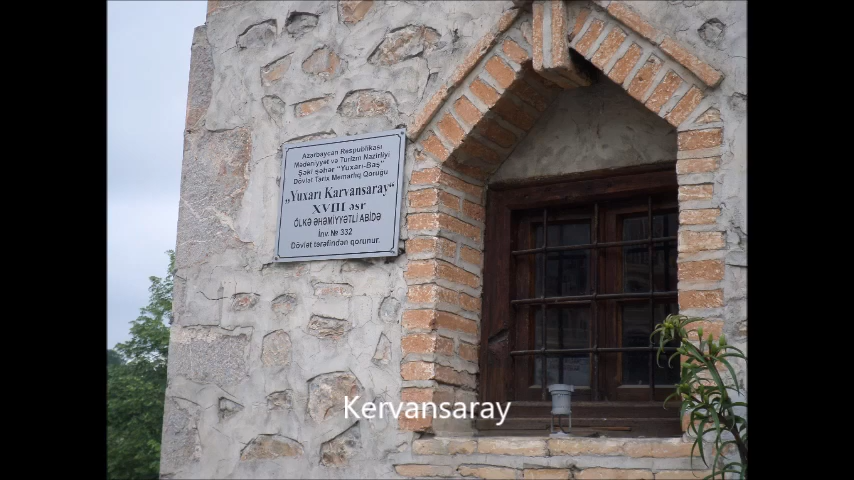 Azərbaycan Respublikası
Mədəniyyət və Turizm Nazirliyi
Şəki şəhər "Yuxarı-Baş"
Dövlət Tarix Memarlıq Qoruğu
„Yuxarı Karvansaray“
XVIII əsr
ÖLKƏ ƏHƏMİYYƏTLİ ABİDƏ
İnv. № 332
Dövlət tərəfindən qorunur.
Kervansaray